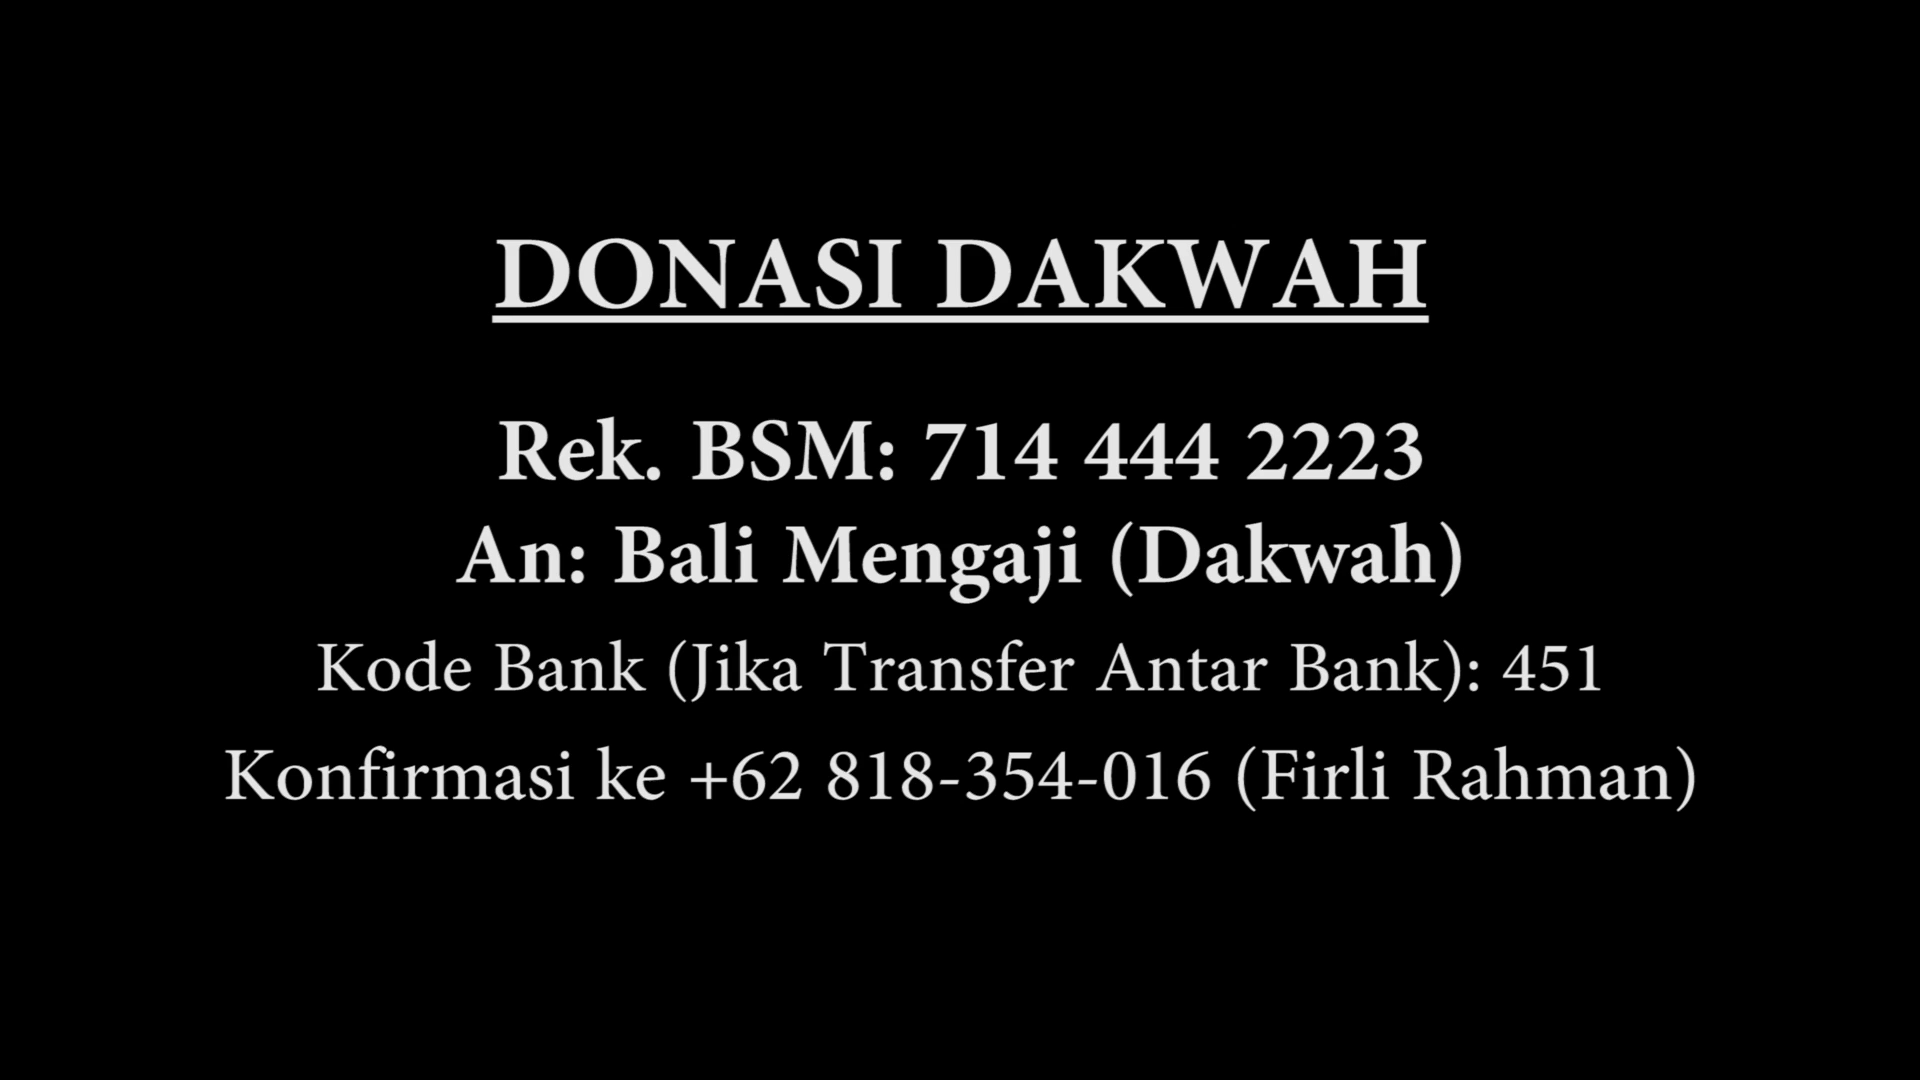 DONASI DAKWAH
Rek. BSM: 714 444 2223
An: Bali Mengaji (Dakwah)
Kode Bank (Jika Transfer Antar Bank): 451
Konfirmasi ke +62 818-354-016 (Firli Rahman)